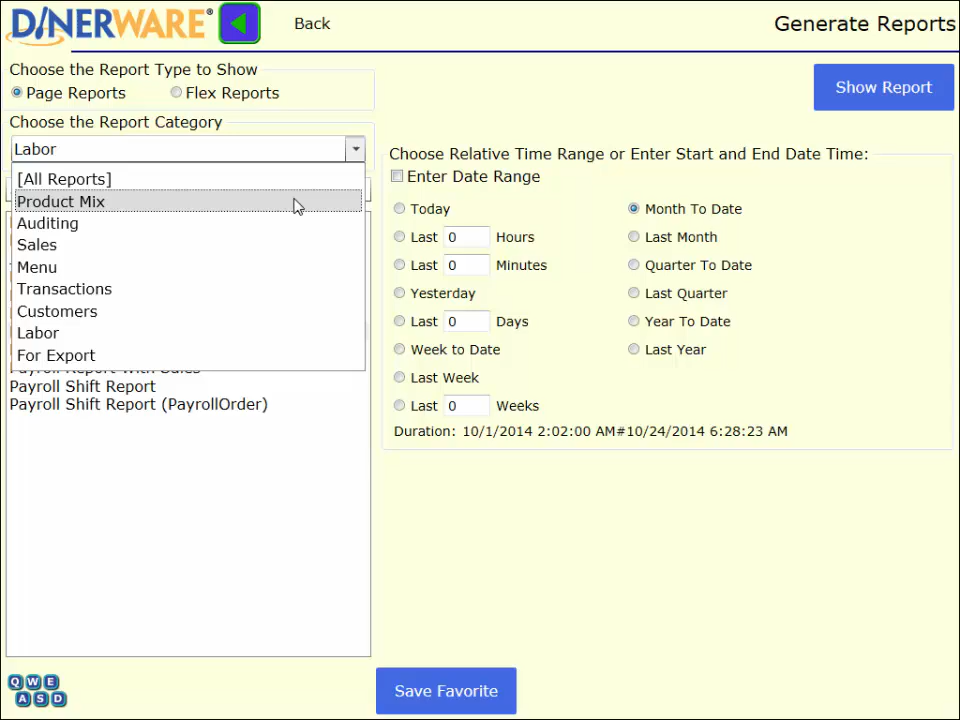 DINERWARE®
Back
Generate Reports
Choose the Report Type to Show
Page Reports
Flex Reports
Show Report
Choose the Report Category
Labor
[All Reports]
Product Mix
Auditing
Sales
Menu
Transactions
Customers
Labor
For Export
Payroll Report With Sales
Payroll Shift Report
Payroll Shift Report (PayrollOrder)
Choose Relative Time Range or Enter Start and End Date Time:
Enter Date Range
Today
Last 0 Hours
Last 0 Minutes
Yesterday
Last 0 Days
Week to Date
Last Week
Last 0 Weeks
Month To Date
Last Month
Quarter To Date
Last Quarter
Year To Date
Last Year
Duration: 10/1/2014 2:02:00 AM#10/24/2014 6:28:23 AM
Q W E
A S D
Save Favorite